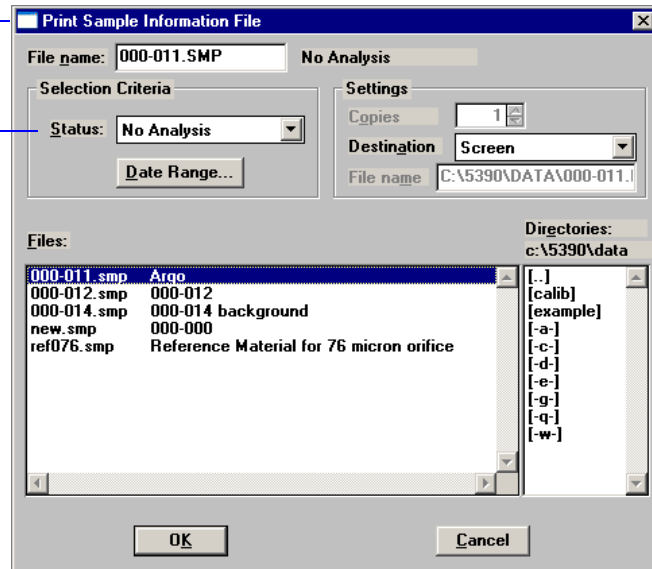 Print Sample Information File
File name: 000-011.SMP No Analysis
Selection Criteria
Status: No Analysis
Date Range...
Settings
Copies 1
Destination Screen
File name C:\5390\DATA\000-011.
Files:
000-011.smp Argo
000-012.smp 000-012
000-014.smp 000-014 background
new.smp 000-000
ref076.smp Reference Material for 76 micron orifice
Directories:
c:\5390\data
[..]
[calib]
[example]
[-a-]
[-c-]
[-d-]
[-e-]
[-g-]
[-q-]
[-w-]
OK Cancel